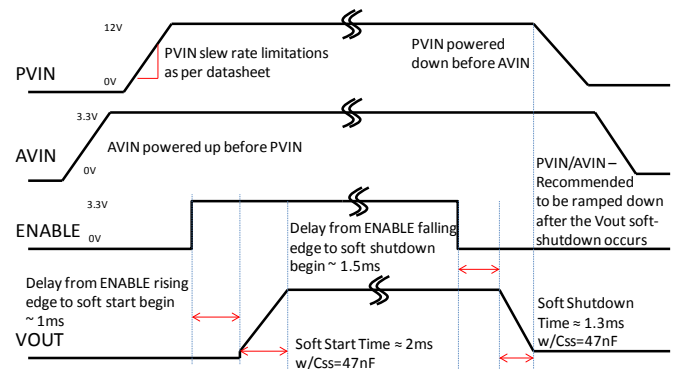 12V
PVIN
0V
PVIN slew rate limitations
as per datasheet
PVIN powered
down before AVIN
3.3V
AVIN
0V
AVIN powered up before PVIN
PVIN/AVIN –
Recommended
to be ramped down
after the Vout soft-
shutdown occurs
3.3V
ENABLE
0V
Delay from ENABLE falling
edge to soft shutdown
begin ~ 1.5ms
Delay from ENABLE rising
edge to soft start begin
~ 1ms
VOUT
Soft Start Time ≈ 2ms
w/Css=47nF
Soft Shutdown
Time ≈ 1.3ms
w/Css=47nF